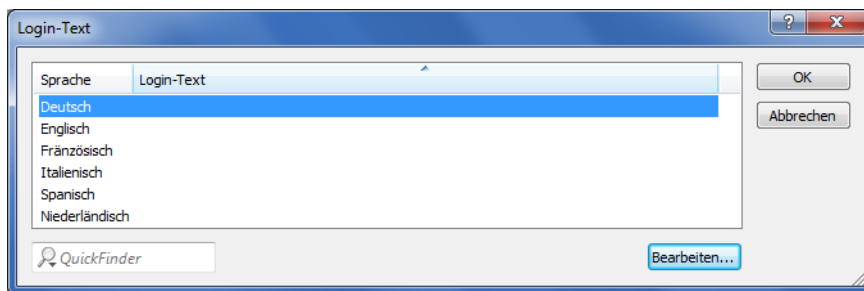 Login-Text
?
X
Sprache Login-Text
OK
Deutsch
Abbrechen
Englisch
Fränzösisch
Italienisch
Spanisch
Niederländisch
QuickFinder
Bearbeiten...